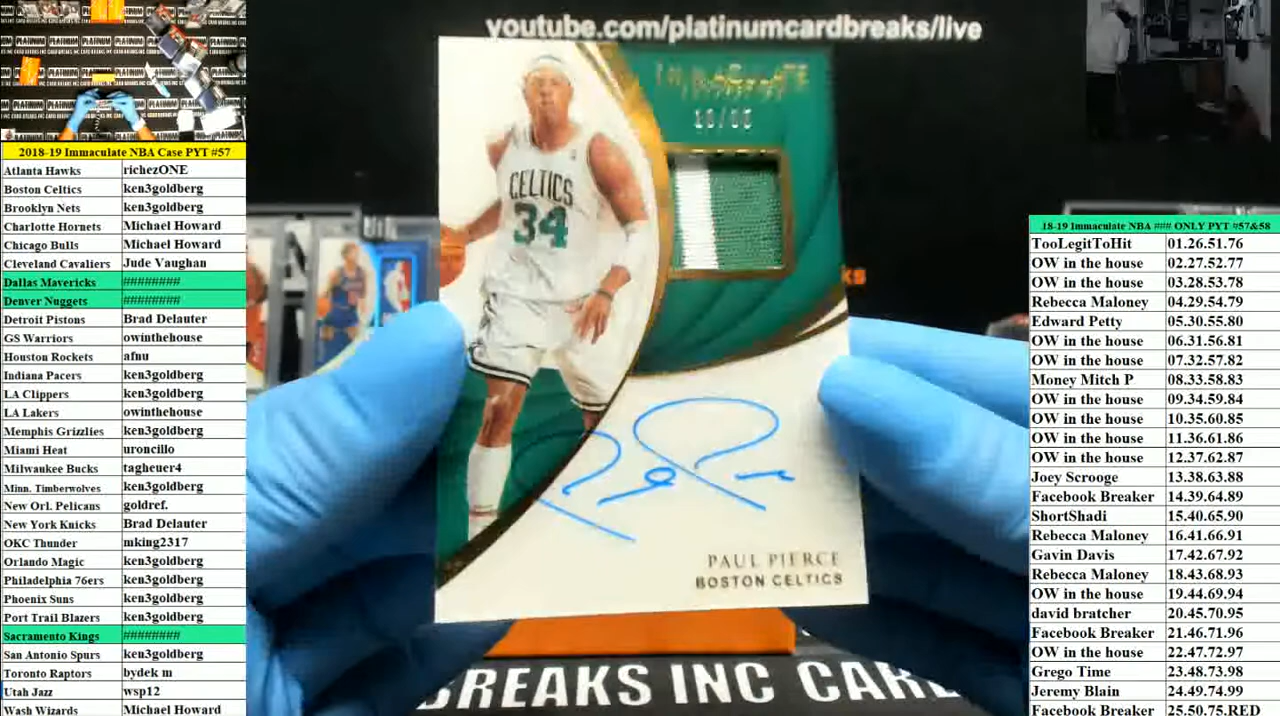 youtube.com/platinumcardbreaks/live
2018-19 Immaculate NBA Case PYT #57
Atlanta Hawks richezONE
Boston Celtics ken3goldberg
Brooklyn Nets ken3goldberg
Charlotte Hornets Michael Howard
Chicago Bulls Michael Howard
Cleveland Cavaliers Jude Vaughan
Dallas Mavericks ########
Denver Nuggets ########
Detroit Pistons Brad Delauter
GS Warriors owinthehouse
Houston Rockets afnu
Indiana Pacers ken3goldberg
LA Clippers ken3goldberg
LA Lakers owinthehouse
Memphis Grizzlies ken3goldberg
Miami Heat uroncillo
Milwaukee Bucks tagheuer4
Minn. Timberwolves ken3goldberg
New Orl. Pelicans goldref.
New York Knicks Brad Delauter
OKC Thunder mking2317
Orlando Magic ken3goldberg
Philadelphia 76ers ken3goldberg
Phoenix Suns ken3goldberg
Port Trail Blazers ken3goldberg
Sacramento Kings ########
San Antonio Spurs ken3goldberg
Toronto Raptors bydek m
Utah Jazz wsp12
Wash Wizards Michael Howard
IMMACULATE
CELTICS
34
PAUL PIERCE
BOSTON CELTICS
BREAKS INC CARD
18-19 Immaculate NBA ### ONLY PYT #57&58
TooLegitToHit 01.26.51.76
OW in the house 02.27.52.77
OW in the house 03.28.53.78
Rebecca Maloney 04.29.54.79
Edward Petty 05.30.55.80
OW in the house 06.31.56.81
OW in the house 07.32.57.82
Money Mitch P 08.33.58.83
OW in the house 09.34.59.84
OW in the house 10.35.60.85
OW in the house 11.36.61.86
OW in the house 12.37.62.87
Joey Scrooge 13.38.63.88
Facebook Breaker 14.39.64.89
ShortShadi 15.40.65.90
Rebecca Maloney 16.41.66.91
Gavin Davis 17.42.67.92
Rebecca Maloney 18.43.68.93
OW in the house 19.44.69.94
david bratcher 20.45.70.95
Facebook Breaker 21.46.71.96
OW in the house 22.47.72.97
Grego Time 23.48.73.98
Jeremy Blain 24.49.74.99
Facebook Breaker 25.50.75.RED